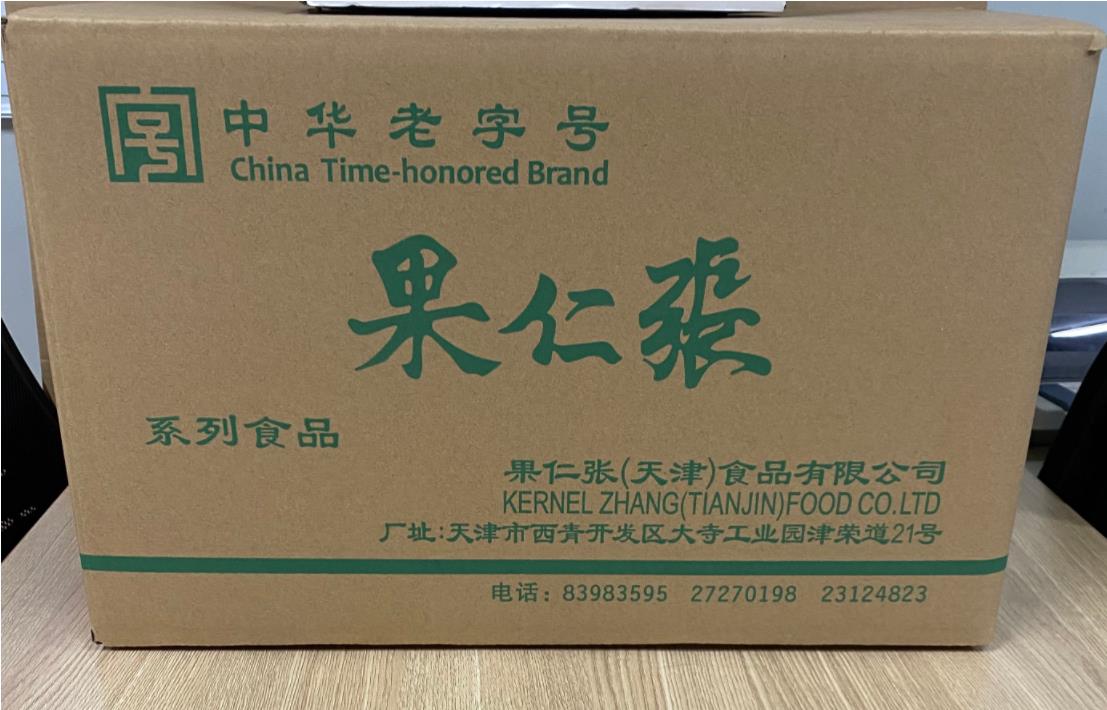 中华老字号
China Time-honored Brand
果仁张
系列食品
果仁张(天津)食品有限公司
KERNEL ZHANG(TIANJIN)FOOD CO.LTD
厂址:天津市西青开发区大寺工业园津荣道21号
电话：83983595 27270198 23124823